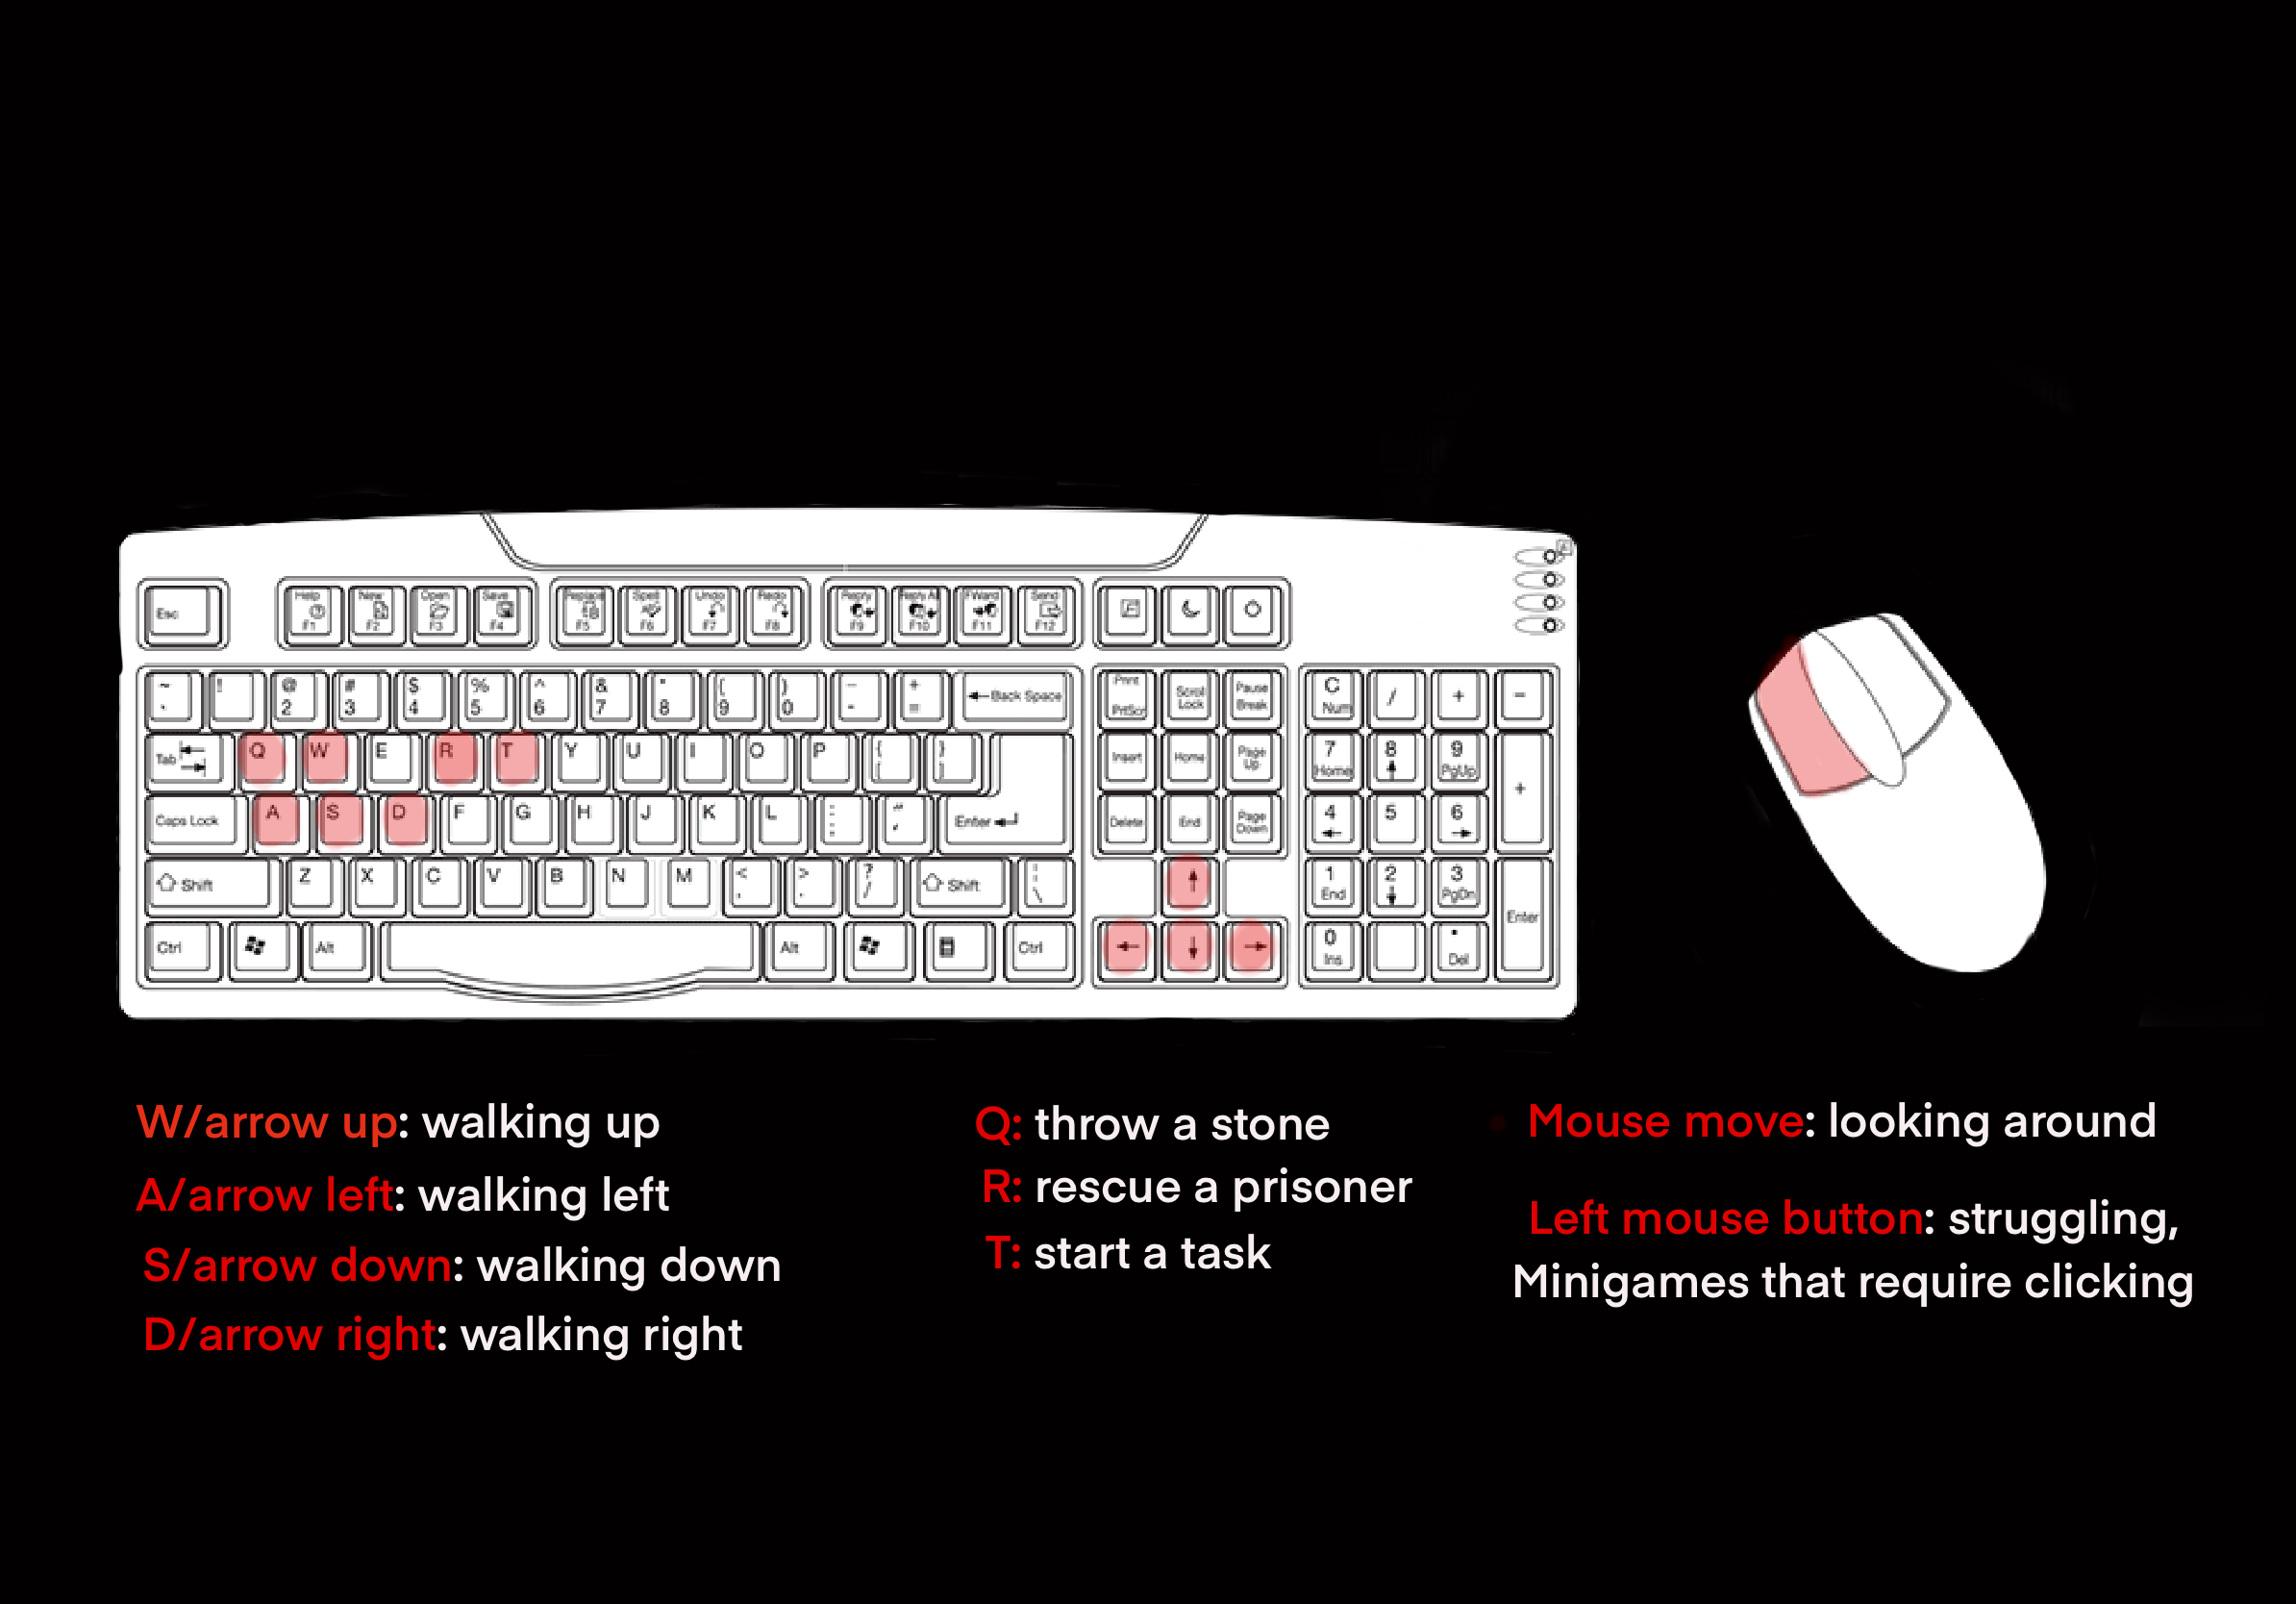 Esc Help F1 New F2 Open F3 Save F4 Replace F5 Spell F6 Undo F7 Redo F8 Reply F9 Reply All F10 FWard F11 Send F12 F
~ ! @ 2 # 3 $ 4 % 5 ^ 6 & 7 * 8 ( 9 ) 0 - + = ← Back Space Print PrtScr Scroll Lock Pause Break C Num / + -
Tab Q W E R T Y U I O P { [ } ] Insert Home Page Up 7 Home 8 ↑ 9 PgUp +
Caps Lock A S D F G H J K L : ; " ' Enter Delete End Page Down 4 ← 5 6 →
Shift Z X C V B N M < , > . ? / Shift ¦ \ ↑ 1 End 2 ↓ 3 PgDn Enter
Ctrl Alt Alt Ctrl ← ↓ → 0 Ins . Del
W/arrow up: walking up
A/arrow left: walking left
S/arrow down: walking down
D/arrow right: walking right
Q: throw a stone
R: rescue a prisoner
T: start a task
Mouse move: looking around
Left mouse button: struggling,
Minigames that require clicking